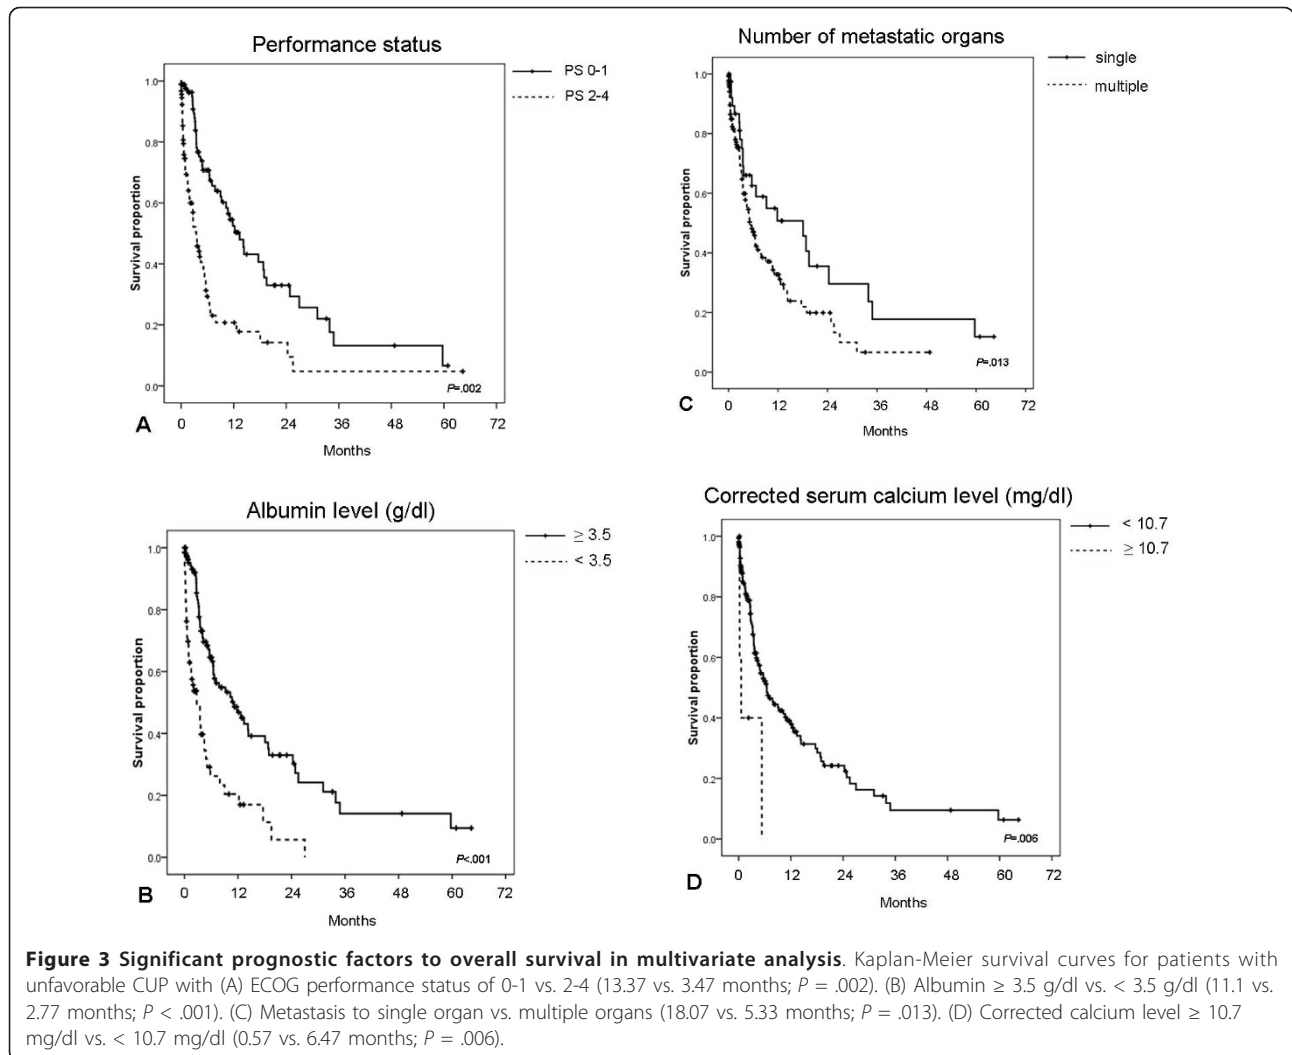 Performance status
PS 0-1
PS 2-4
Survival proportion
1.0
0.8
0.6
0.4
0.2
0.0
P=.002
0 12 24 36 48 60 72
Months
A
Number of metastatic organs
single
multiple
Survival proportion
1.0
0.8
0.6
0.4
0.2
0.0
P=.013
0 12 24 36 48 60 72
Months
C
Albumin level (g/dl)
≥ 3.5
< 3.5
Survival proportion
1.0
0.8
0.6
0.4
0.2
0.0
P<.001
0 12 24 36 48 60 72
Months
B
Corrected serum calcium level (mg/dl)
< 10.7
≥ 10.7
Survival proportion
1.0
0.8
0.6
0.4
0.2
0.0
P=.006
0 12 24 36 48 60 72
Months
D
Figure 3 Significant prognostic factors to overall survival in multivariate analysis. Kaplan-Meier survival curves for patients with
unfavorable CUP with (A) ECOG performance status of 0-1 vs. 2-4 (13.37 vs. 3.47 months; P = .002). (B) Albumin ≥ 3.5 g/dl vs. < 3.5 g/dl (11.1 vs.
2.77 months; P < .001). (C) Metastasis to single organ vs. multiple organs (18.07 vs. 5.33 months; P = .013). (D) Corrected calcium level ≥ 10.7
mg/dl vs. < 10.7 mg/dl (0.57 vs. 6.47 months; P = .006).